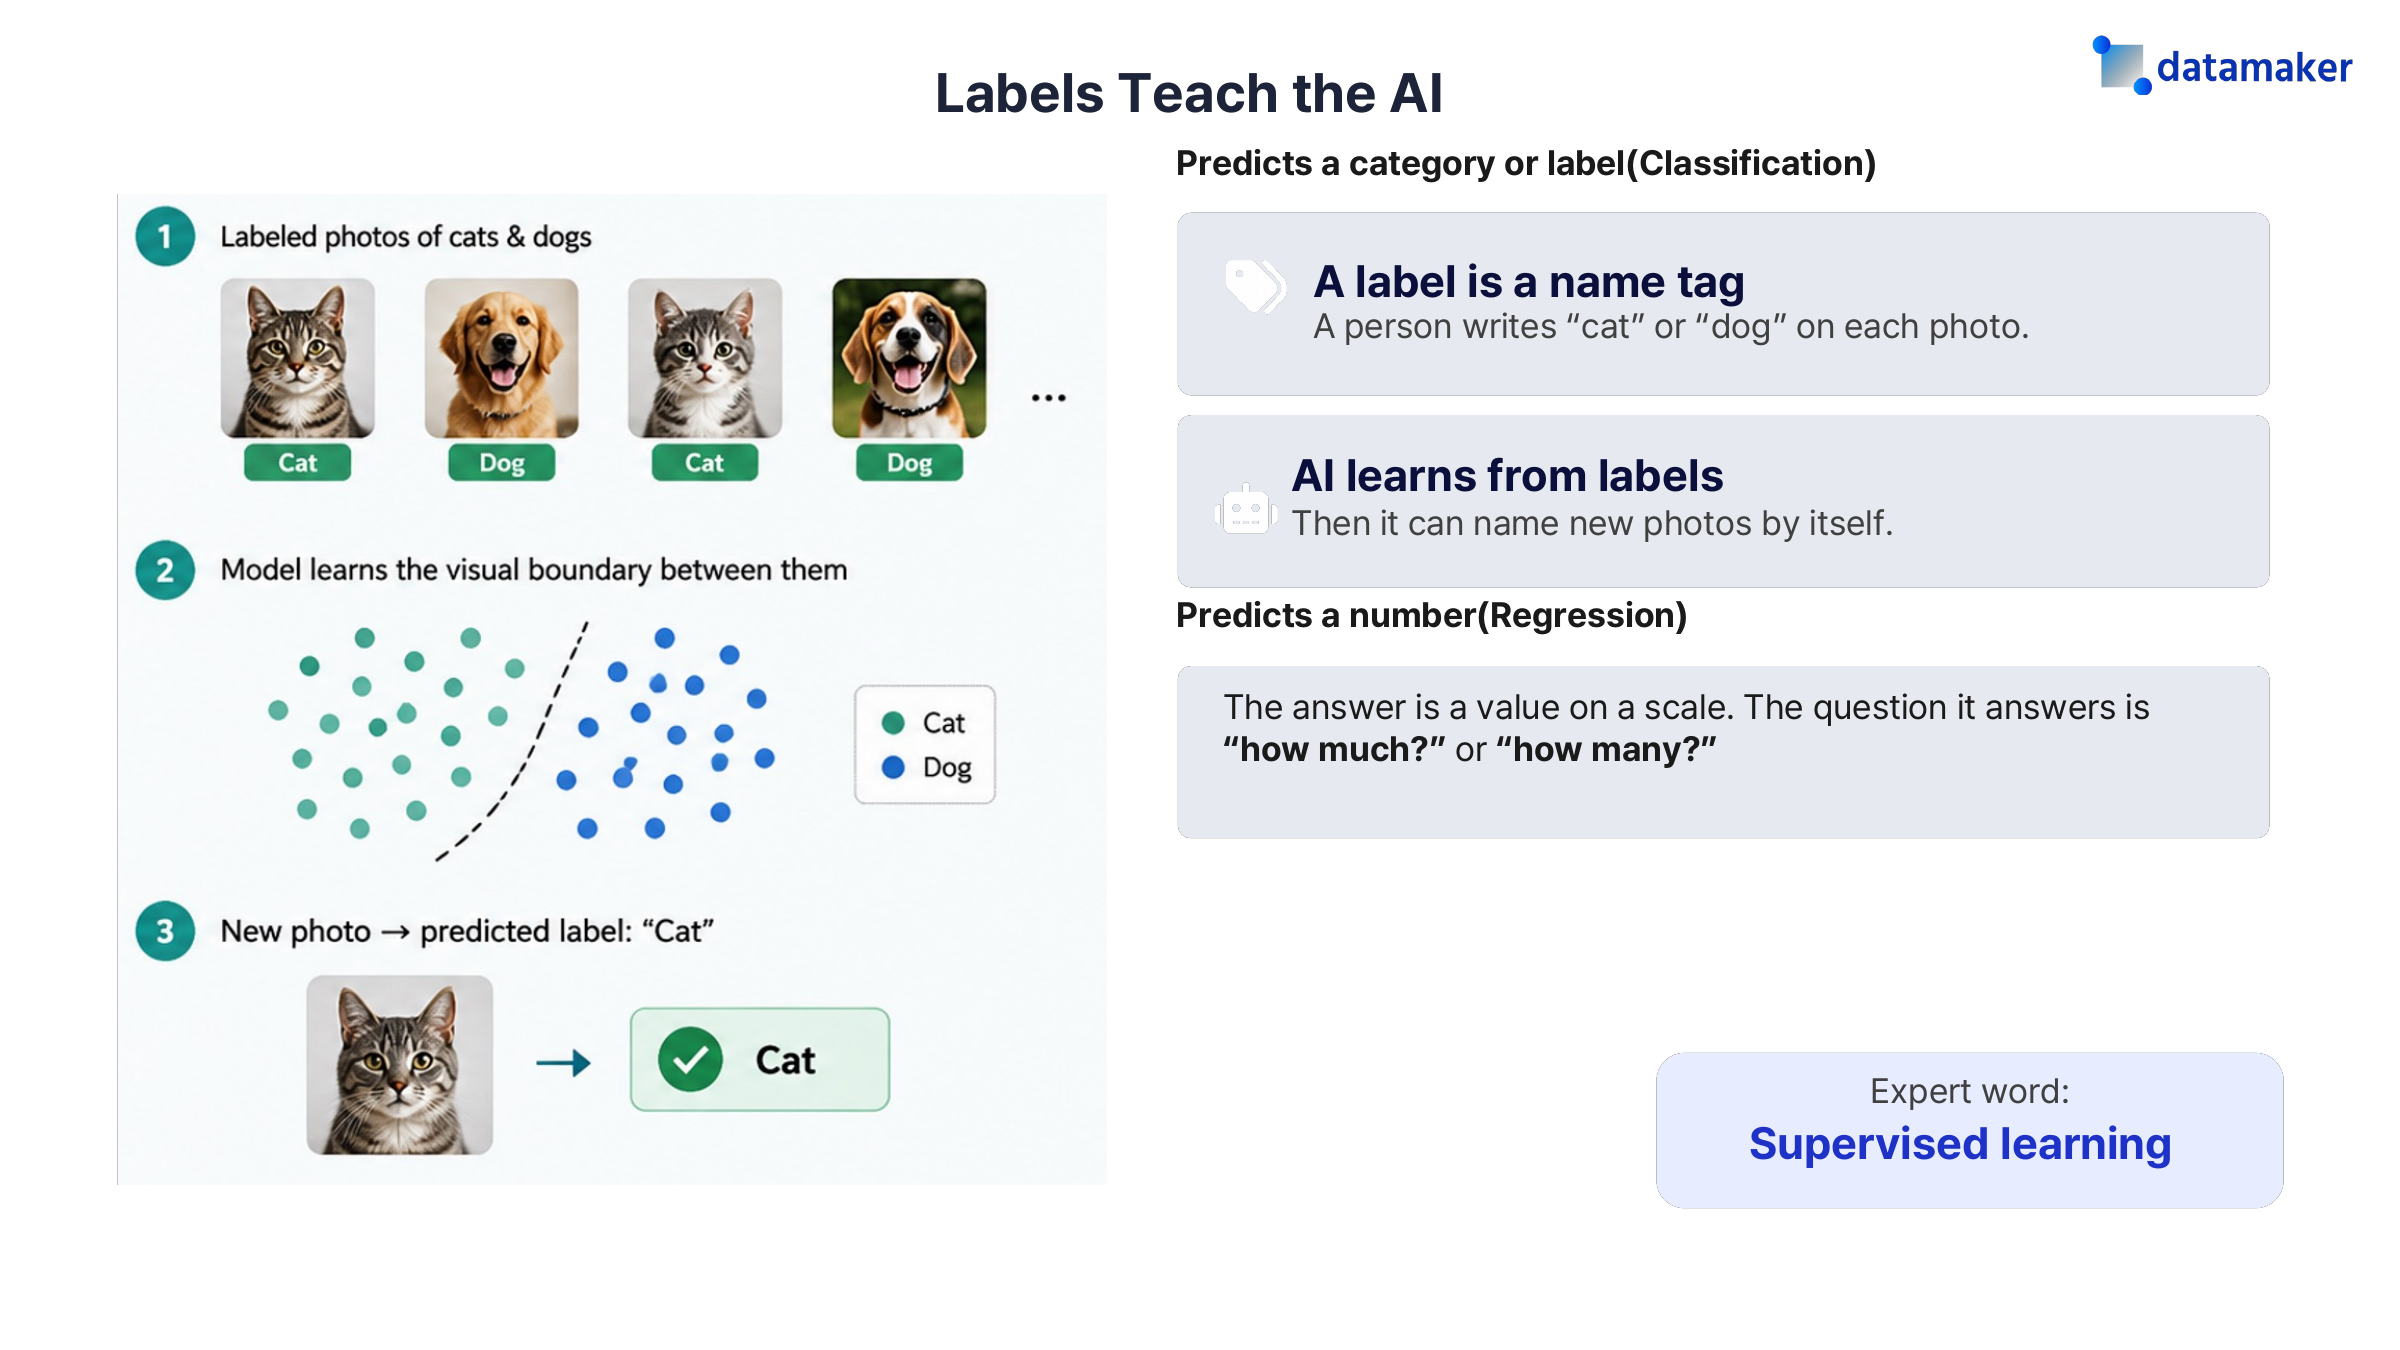 datamaker
Labels Teach the AI
1
Labeled photos of cats & dogs
Cat
Dog
Cat
Dog
...
2
Model learns the visual boundary between them
Cat
Dog
3
New photo → predicted label: “Cat”
Cat
Predicts a category or label(Classification)
A label is a name tag
A person writes “cat” or “dog” on each photo.
AI learns from labels
Then it can name new photos by itself.
Predicts a number(Regression)
The answer is a value on a scale. The question it answers is
“how much?” or “how many?”
Expert word:
Supervised learning